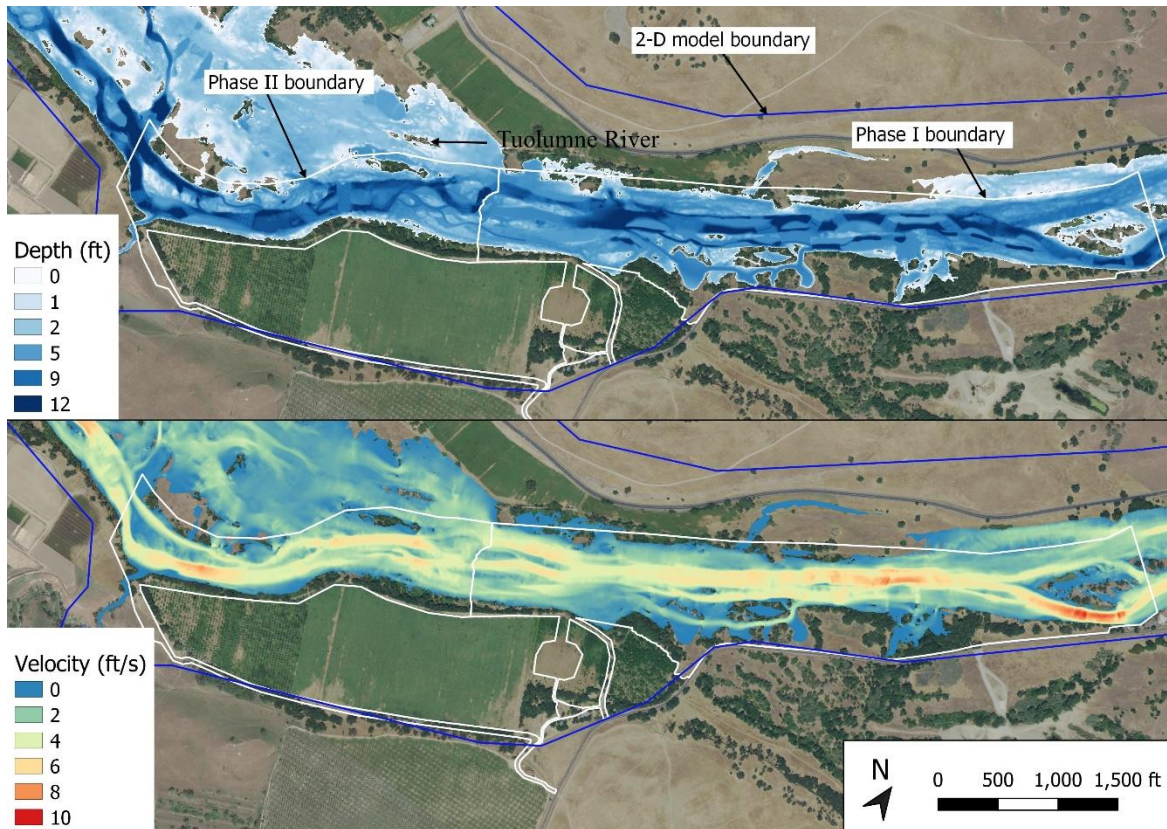 2-D model boundary
Phase II boundary
Tuolumne River
Phase I boundary
Depth (ft)
0
1
2
5
9
12
Velocity (ft/s)
0
2
4
6
8
10
N
0 500 1,000 1,500 ft